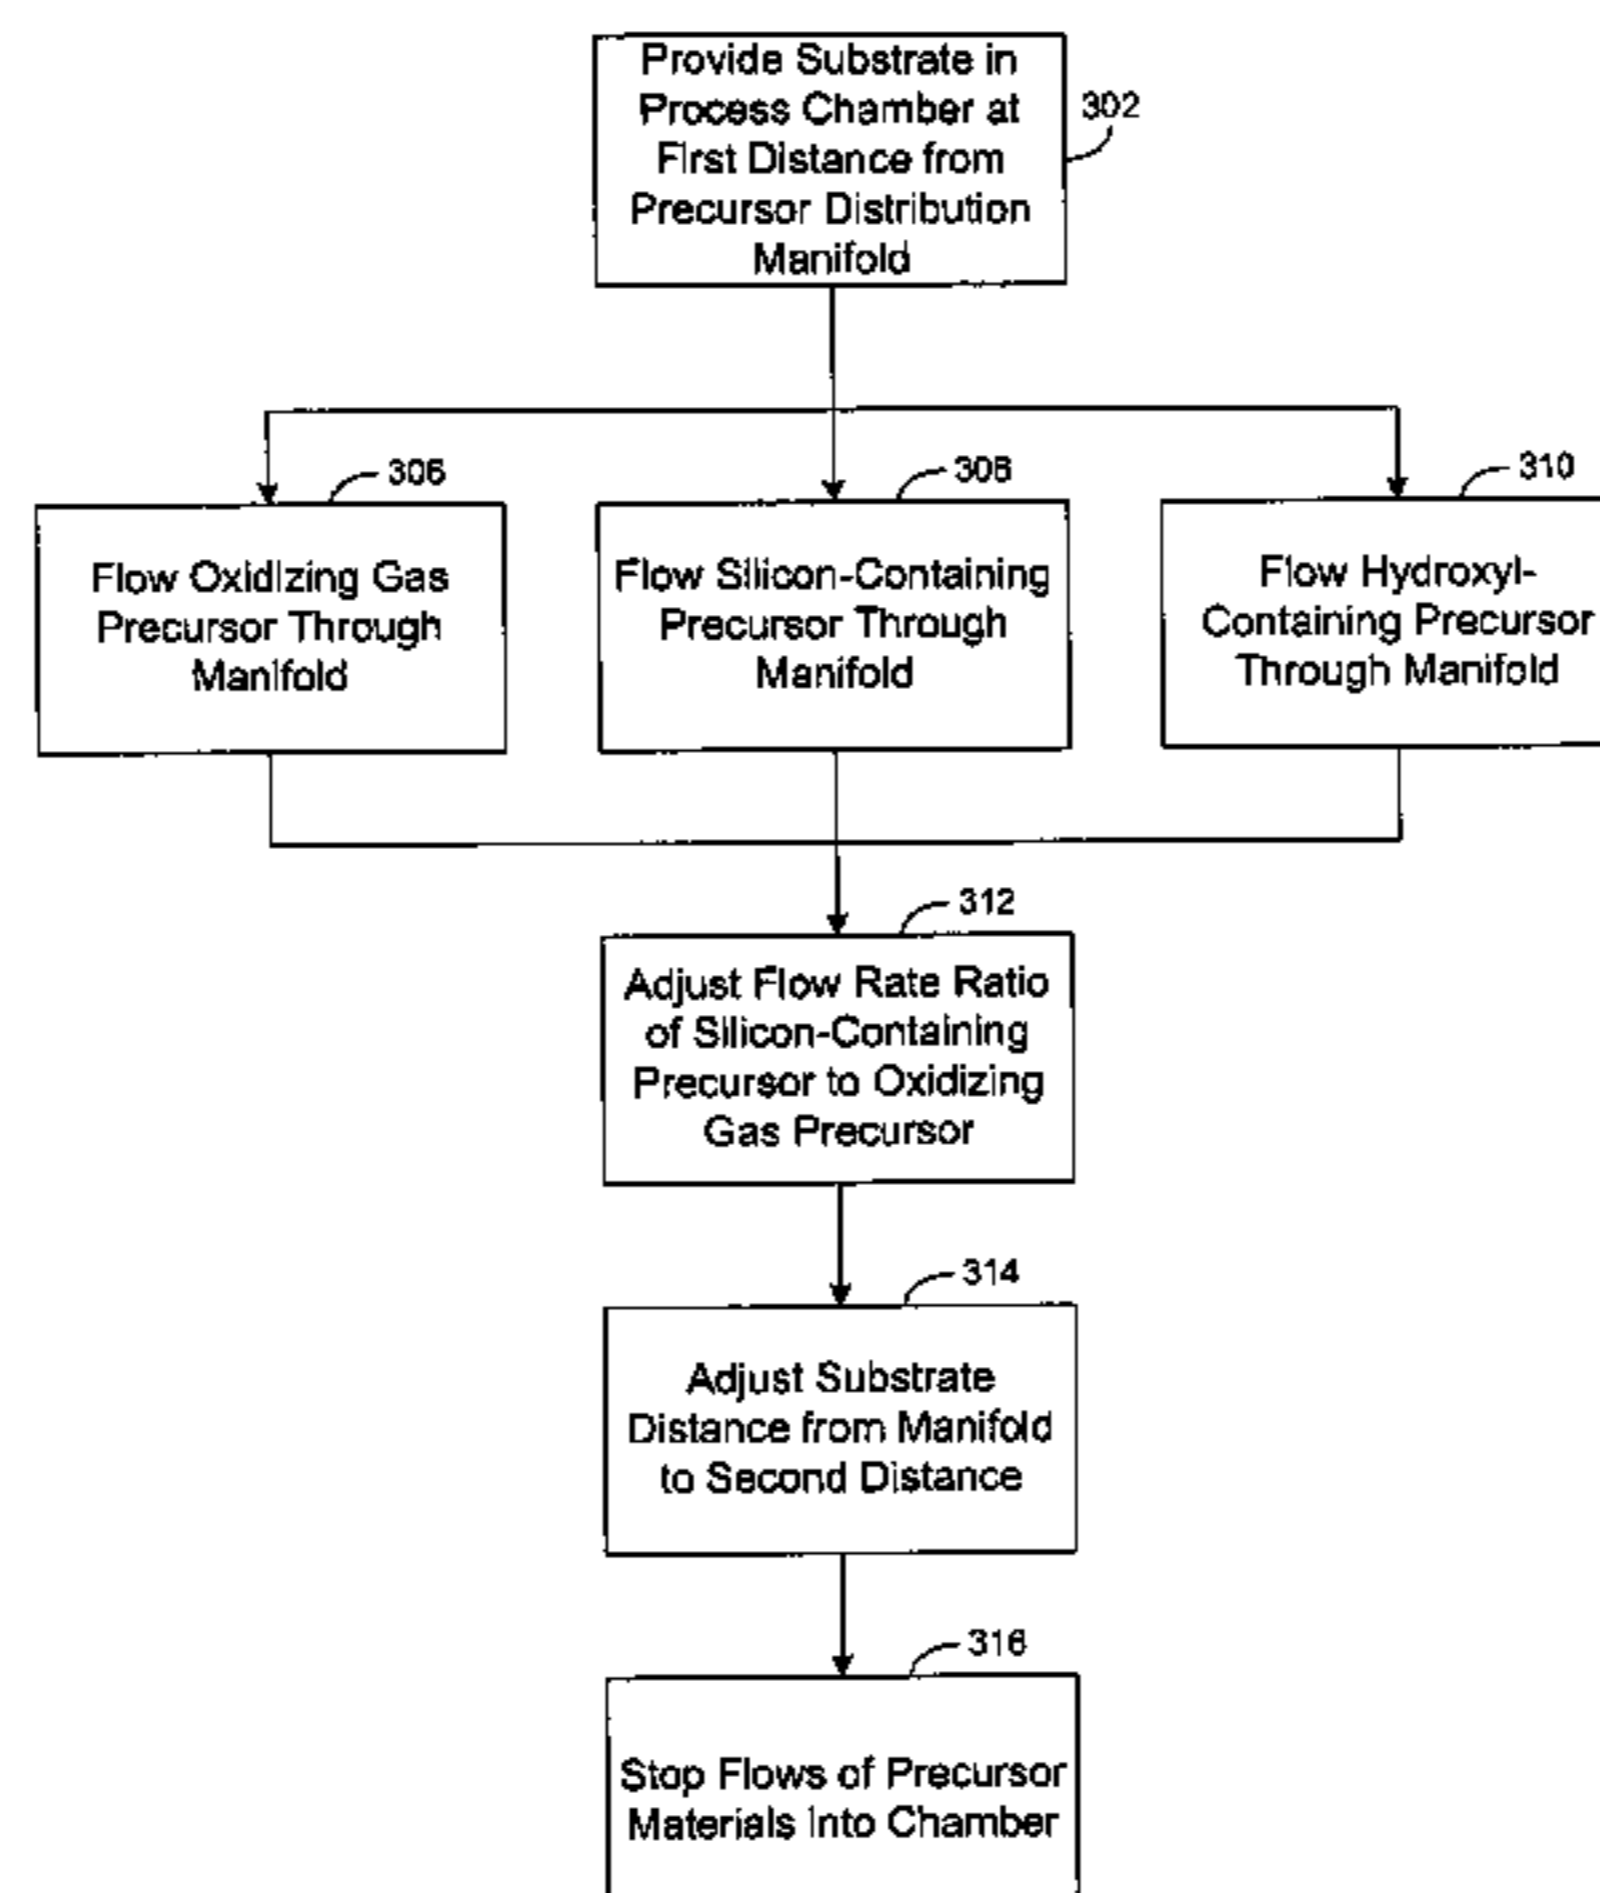 Provide Substrate in
Process Chamber at
First Distance from
Precursor Distribution
Manifold
302
306
Flow Oxidizing Gas
Precursor Through
Manifold
308
Flow Silicon-Containing
Precursor Through
Manifold
310
Flow Hydroxyl-
Containing Precursor
Through Manifold
312
Adjust Flow Rate Ratio
of Silicon-Containing
Precursor to Oxidizing
Gas Precursor
314
Adjust Substrate
Distance from Manifold
to Second Distance
316
Stop Flows of Precursor
Materials Into Chamber